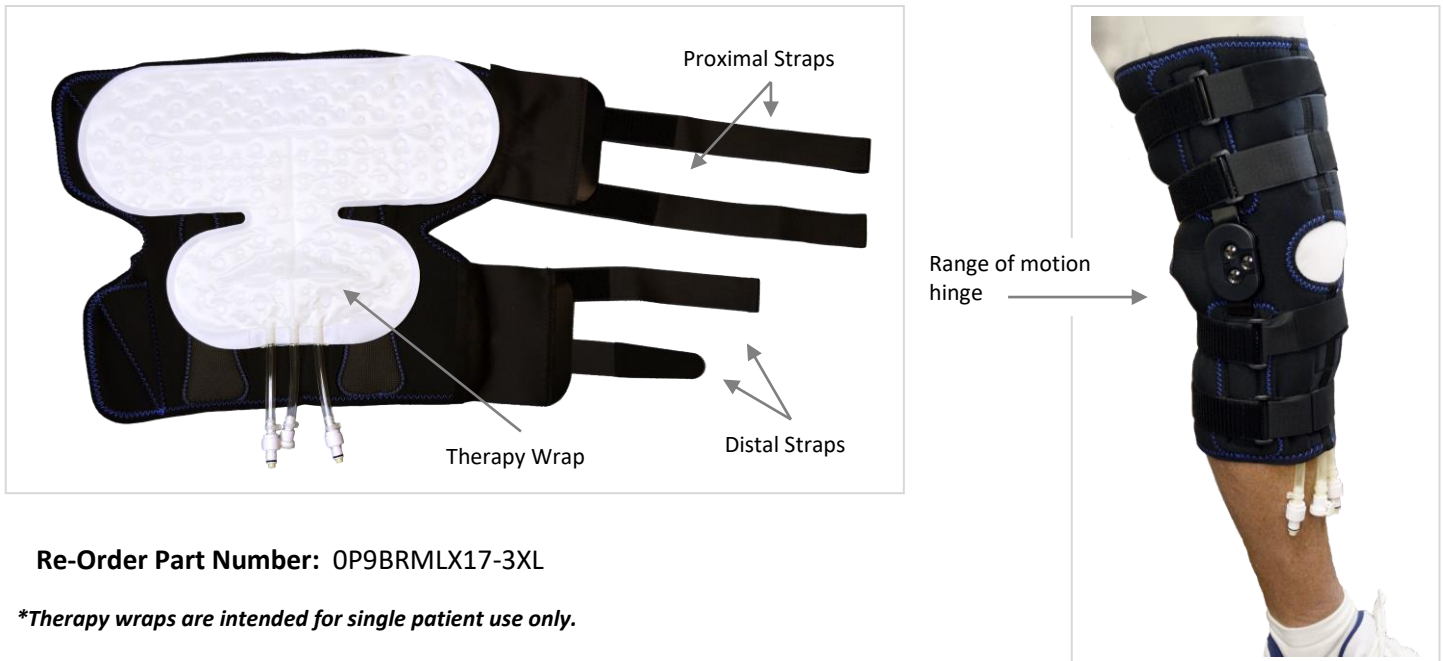 Proximal Straps
Therapy Wrap
Distal Straps
Range of motion
hinge
Re-Order Part Number: 0P9BRMLX17-3XL
*Therapy wraps are intended for single patient use only.